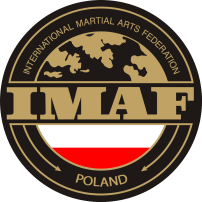 INTERNATIONAL MARTIAL ARTS FEDERATION
IMAF
POLAND